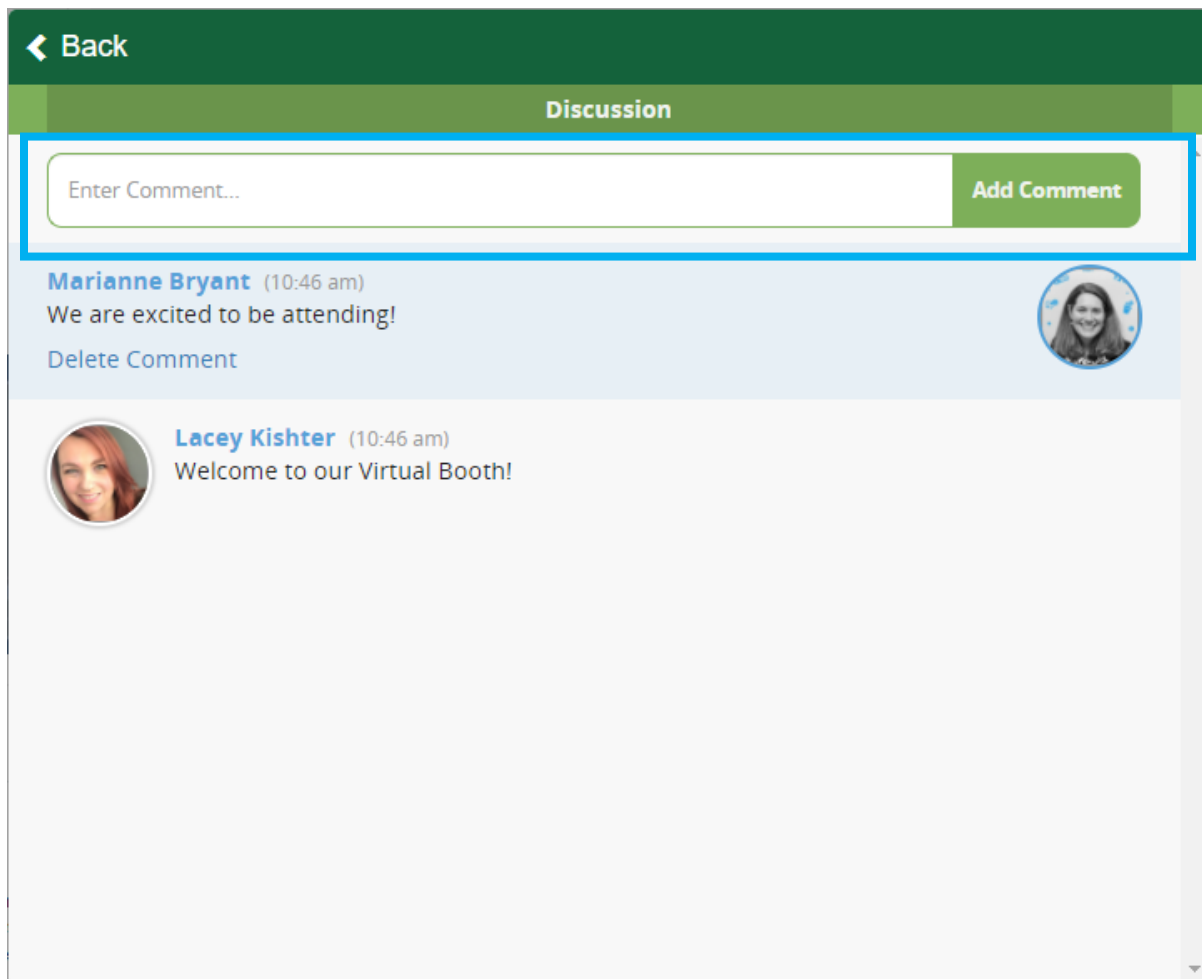 Back
Discussion
Enter Comment... Add Comment
Marianne Bryant (10:46 am)
We are excited to be attending!
Delete Comment
Lacey Kishter (10:46 am)
Welcome to our Virtual Booth!